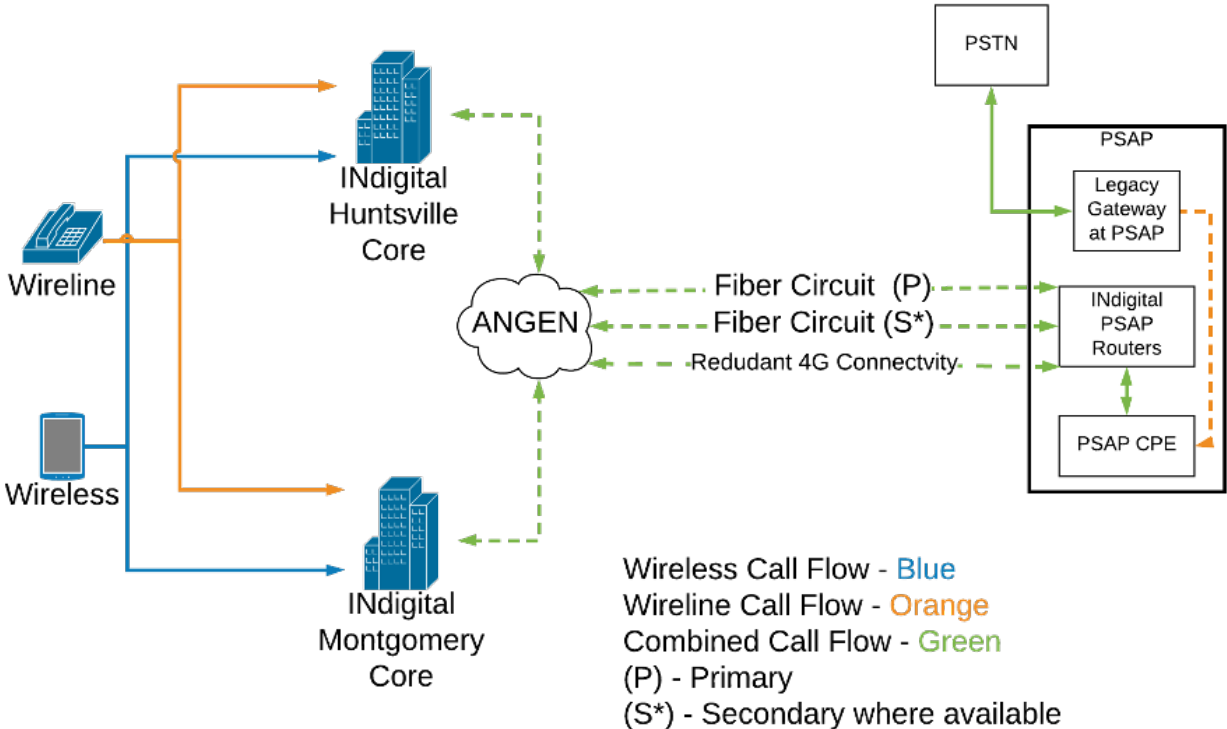 PSTN
PSAP
Legacy
Gateway
at PSAP
INdigital
Huntsville
Core
Wireline
Fiber Circuit (P)
ANGEN
Fiber Circuit (S*)
Redudant 4G Connectvity
INdigital
PSAP
Routers
PSAP CPE
Wireless
INdigital
Montgomery
Core
Wireless Call Flow - Blue
Wireline Call Flow - Orange
Combined Call Flow - Green
(P) - Primary
(S*) - Secondary where available